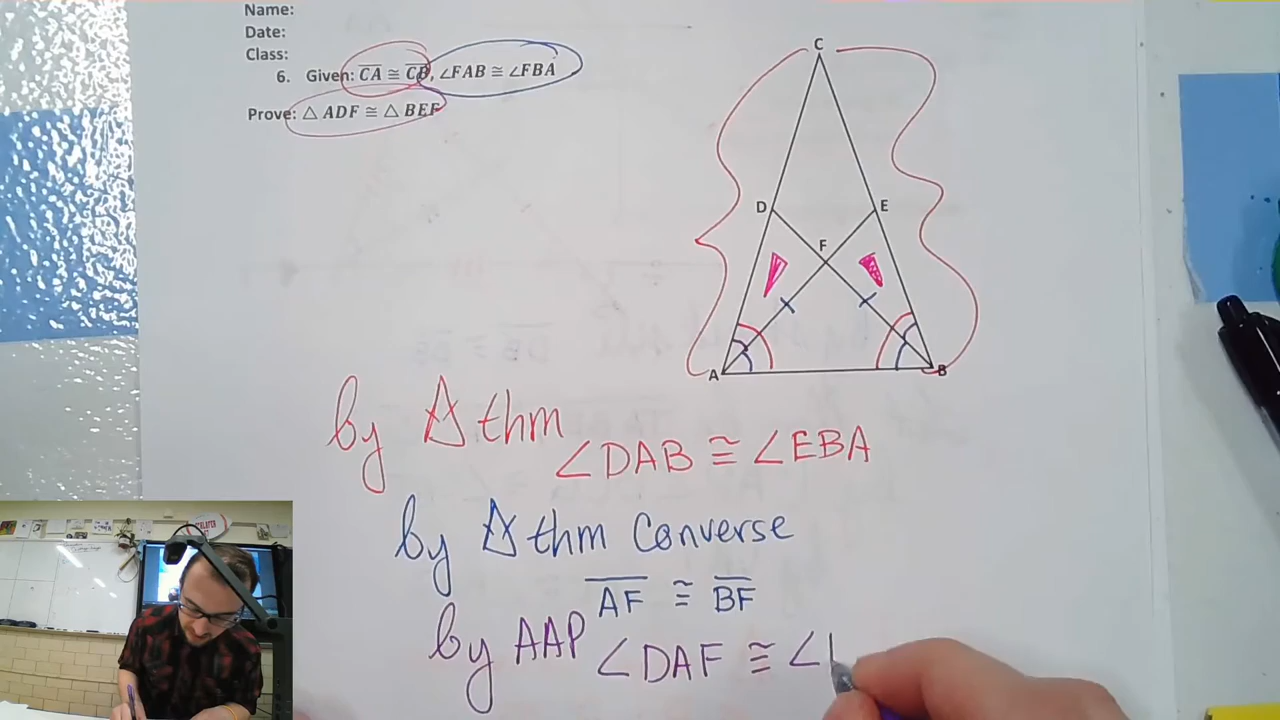 Name:
Date:
Class:
6. Given: CA ≅ CB, ∠FAB ≅ ∠FBA
Prove: △ ADF ≅ △ BEF
C
D
E
F
A
B
by △ thm
∠DAB ≅ ∠EBA
by △ thm Converse
AF ≅ BF
by AAP ∠DAF ≅ ∠